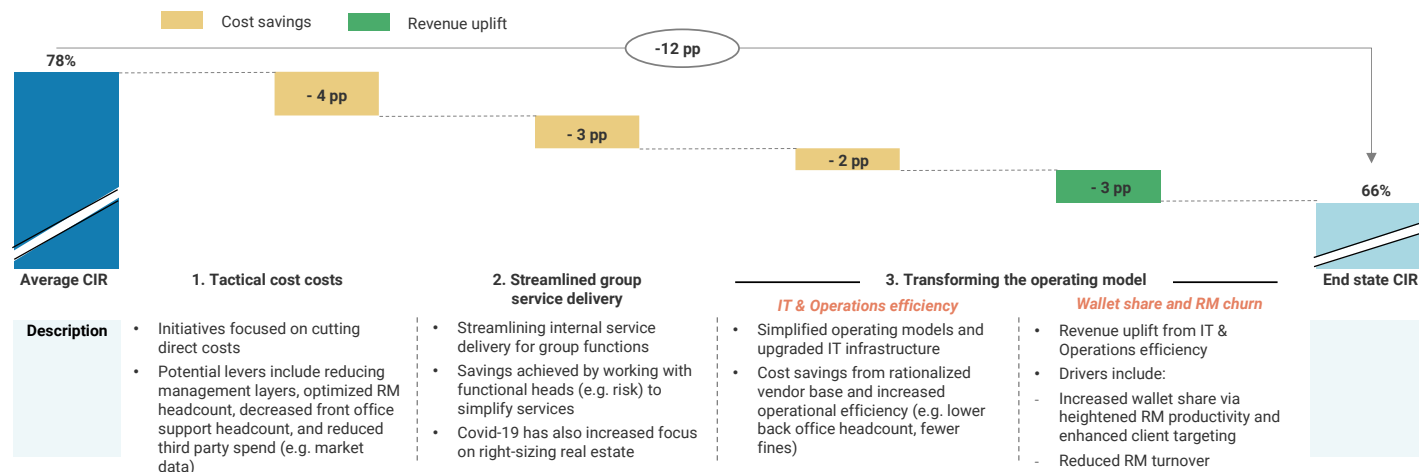 Cost savings
Revenue uplift
-12 pp
78%
- 4 pp
- 3 pp
- 2 pp
- 3 pp
66%
Average CIR
1. Tactical cost costs
2. Streamlined group
service delivery
3. Transforming the operating model
End state CIR
IT & Operations efficiency
Wallet share and RM churn
Description
• Initiatives focused on cutting
direct costs
• Potential levers include reducing
management layers, optimized RM
headcount, decreased front office
support headcount, and reduced
third party spend (e.g. market
data)
• Streamlining internal service
delivery for group functions
• Savings achieved by working with
functional heads (e.g. risk) to
simplify services
• Covid-19 has also increased focus
on right-sizing real estate
• Simplified operating models and
upgraded IT infrastructure
• Cost savings from rationalized
vendor base and increased
operational efficiency (e.g. lower
back office headcount, fewer
fines)
• Revenue uplift from IT &
Operations efficiency
• Drivers include:
- Increased wallet share via
heightened RM productivity and
enhanced client targeting
- Reduced RM turnover